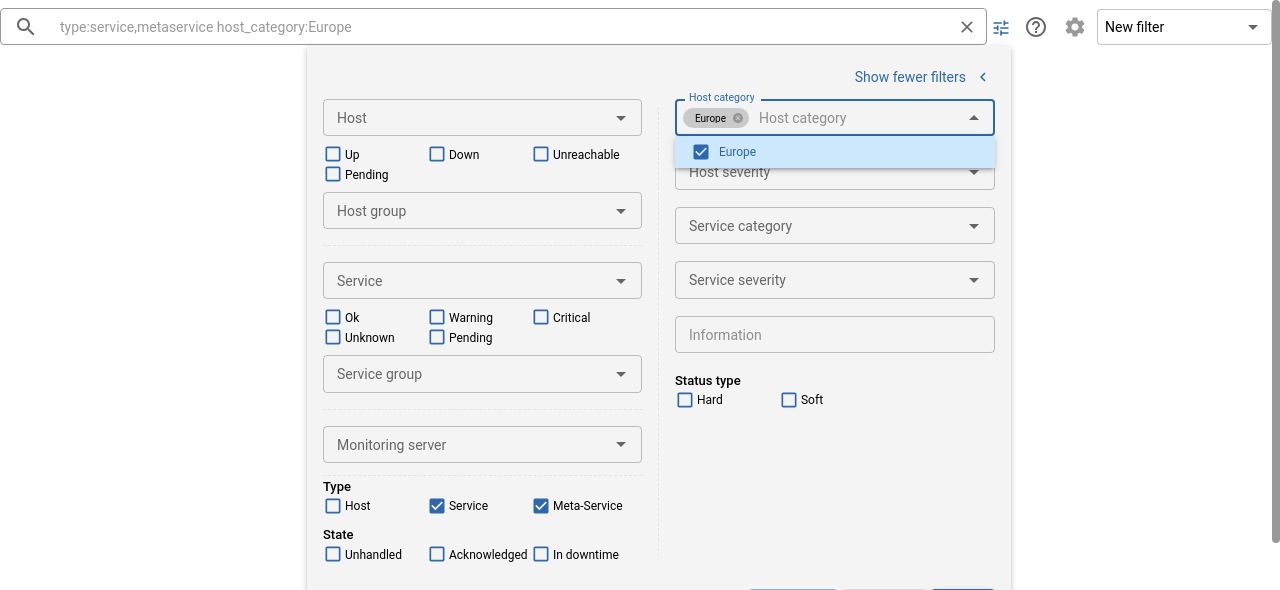 type:service,metaservice host_category:Europe
New filter
Show fewer filters
Host
Up
Down
Unreachable
Pending
Host group
Service
Ok
Warning
Critical
Unknown
Pending
Service group
Monitoring server
Type
Host
Service
Meta-Service
State
Unhandled
Acknowledged
In downtime
Host category
Europe
Host category
Europe
Host severity
Service category
Service severity
Information
Status type
Hard
Soft